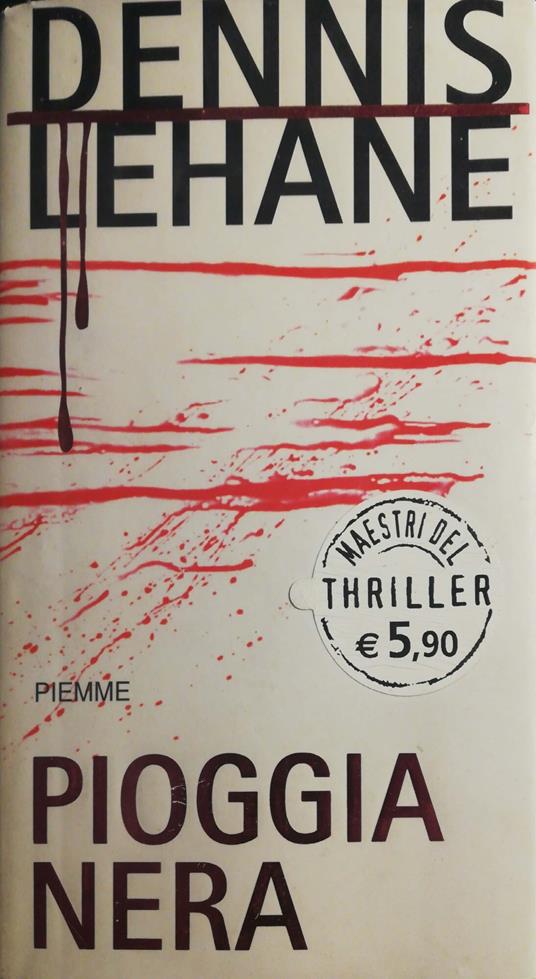 DENNIS
LEHANE
MAESTRI DEL
THRILLER
€ 5,90
PIEMME
PIOGGIA
NERA